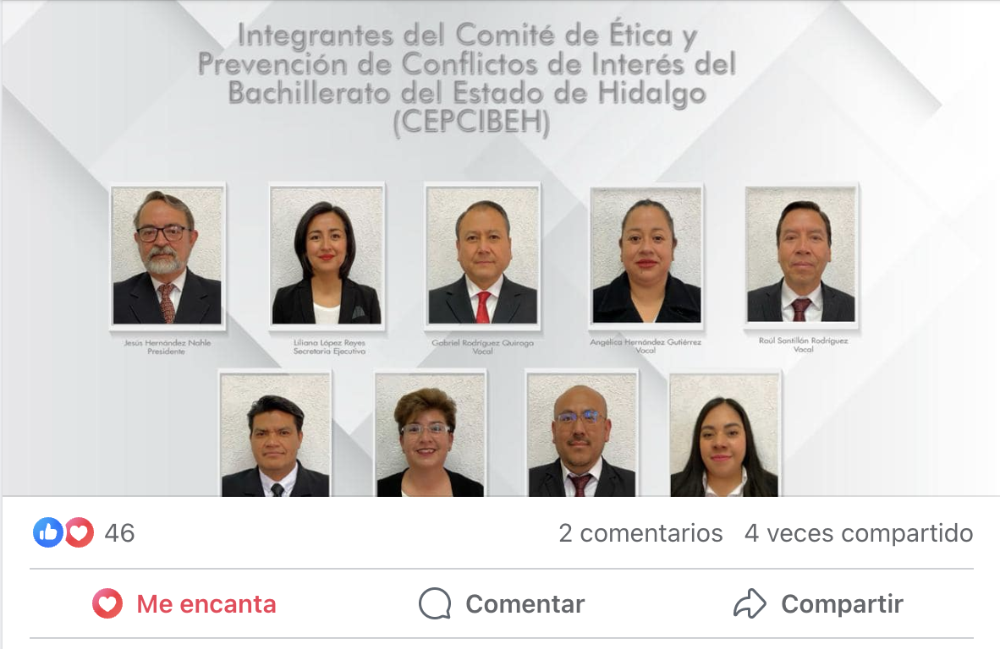 Integrantes del Comité de Ética y
Prevención de Conflictos de Interés del
Bachillerato del Estado de Hidalgo
(CEPCIBEH)
Jesús Hernández Nahle
Presidente
Liliana López Reyes
Secretaria Ejecutiva
Gabriel Rodríguez Quiroga
Vocal
Angélica Hernández Gutiérrez
Vocal
Raúl Santillón Rodríguez
Vocal
46
2 comentarios
4 veces compartido
Me encanta
Comentar
Compartir